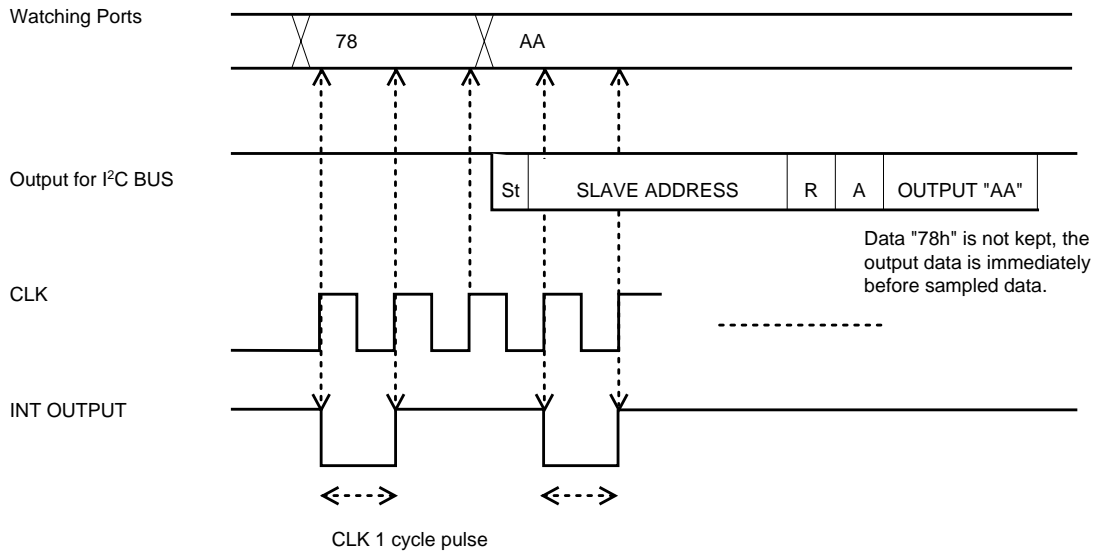 Watching Ports
78
AA
Output for I²C BUS
St
SLAVE ADDRESS
R
A
OUTPUT "AA"
Data "78h" is not kept, the
output data is immediately
before sampled data.
CLK
INT OUTPUT
CLK 1 cycle pulse